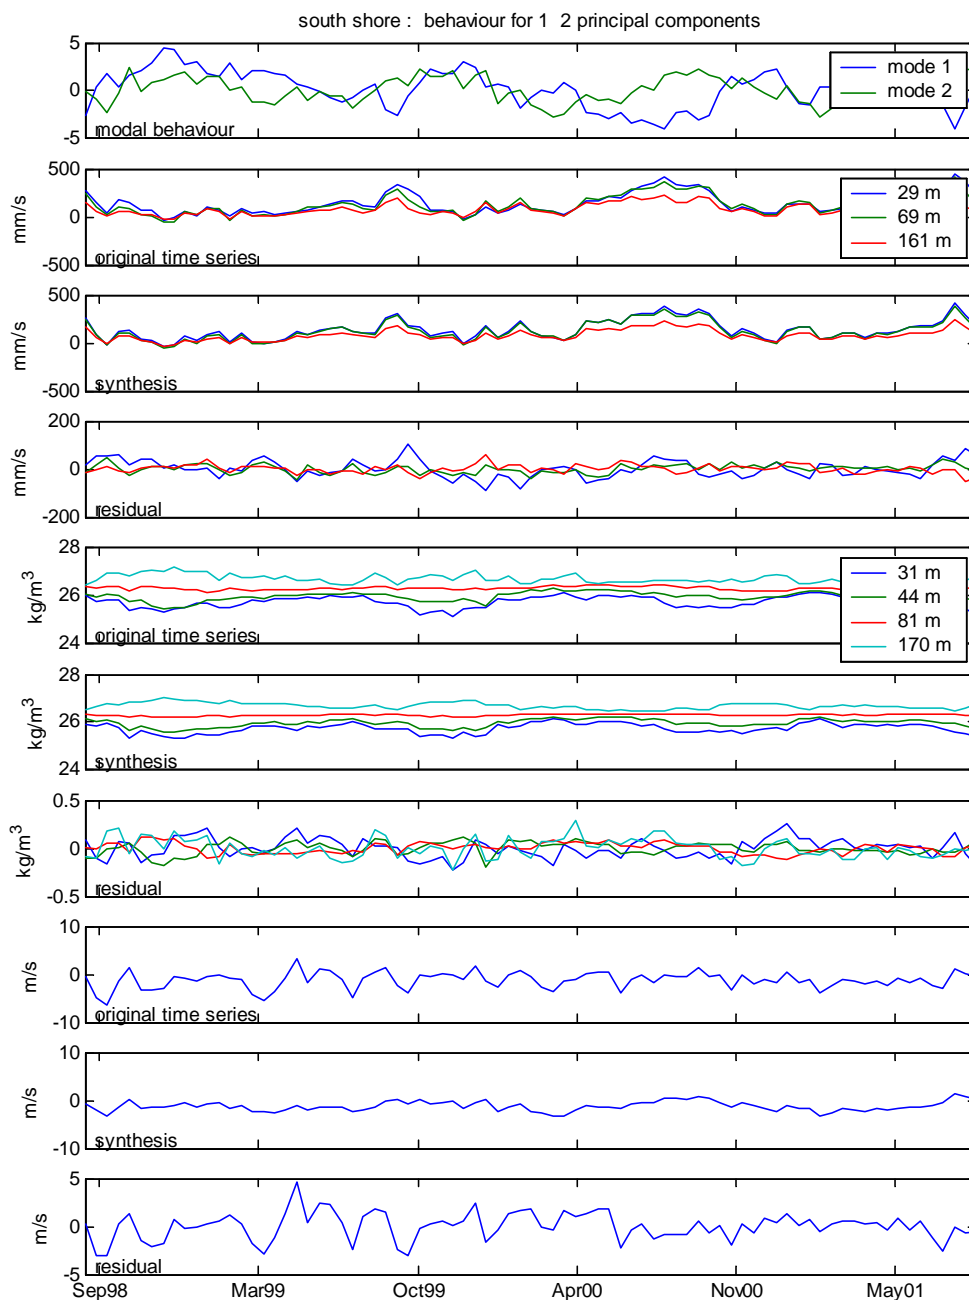 south shore :  behaviour for 1  2 principal components
5
0
-5
modal behaviour
mode 1
mode 2
500
0
-500
mm/s
original time series
29 m
69 m
161 m
500
0
-500
mm/s
synthesis
200
0
-200
mm/s
residual
28
26
24
kg/m³
original time series
31 m
44 m
81 m
170 m
28
26
24
kg/m³
synthesis
0.5
0
-0.5
kg/m³
residual
10
0
-10
m/s
original time series
10
0
-10
m/s
synthesis
5
0
-5
m/s
residual
Sep98 Mar99 Oct99 Apr00 Nov00 May01